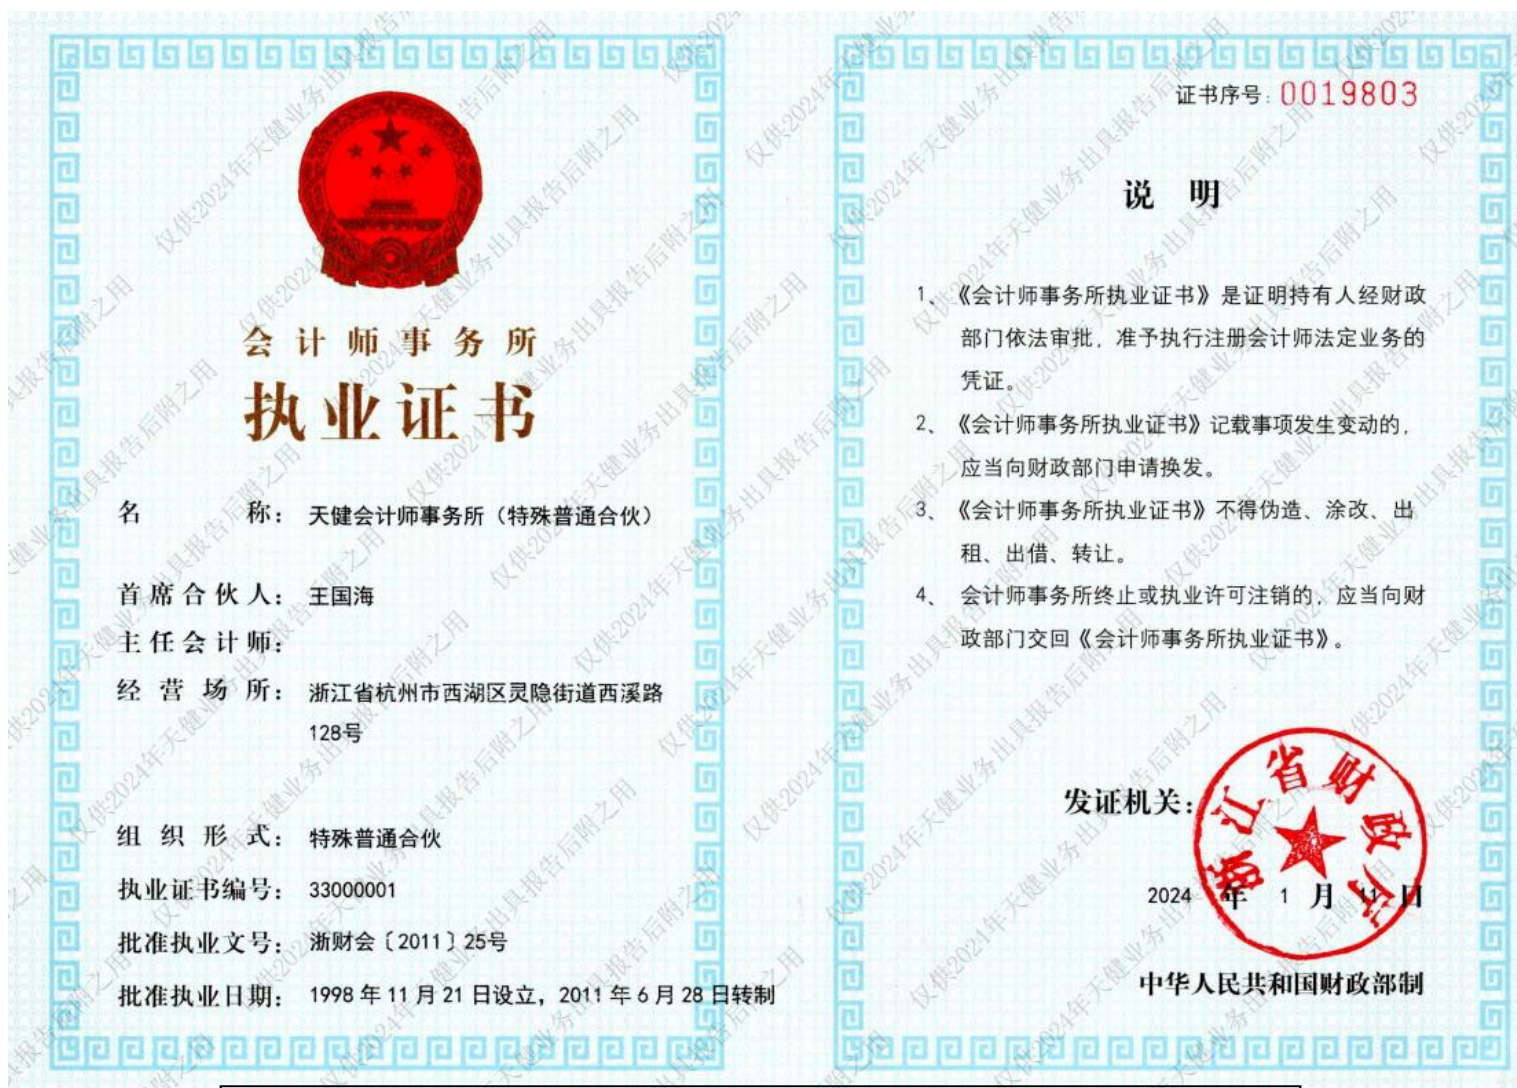 会计师事务所
执业证书
名 称： 天健会计师事务所（特殊普通合伙）
首席合伙人： 王国海
主任会计师：
经营场所： 浙江省杭州市西湖区灵隐街道西溪路
128号
组织形式： 特殊普通合伙
执业证书编号： 33000001
批准执业文号： 浙财会〔2011〕25号
批准执业日期： 1998 年 11 月 21 日设立，2011 年 6 月 28 日转制
证书序号：0019803
说 明
1、《会计师事务所执业证书》是证明持有人经财政
部门依法审批，准予执行注册会计师法定业务的
凭证。
2、《会计师事务所执业证书》记载事项发生变动的，
应当向财政部门申请换发。
3、《会计师事务所执业证书》不得伪造、涂改、出
租、出借、转让。
4、 会计师事务所终止或执业许可注销的，应当向财
政部门交回《会计师事务所执业证书》。
发证机关：
浙江省财政厅
2024 年 1 月 11 日
中华人民共和国财政部制
仅供2024年天健业务出具报告后附之用